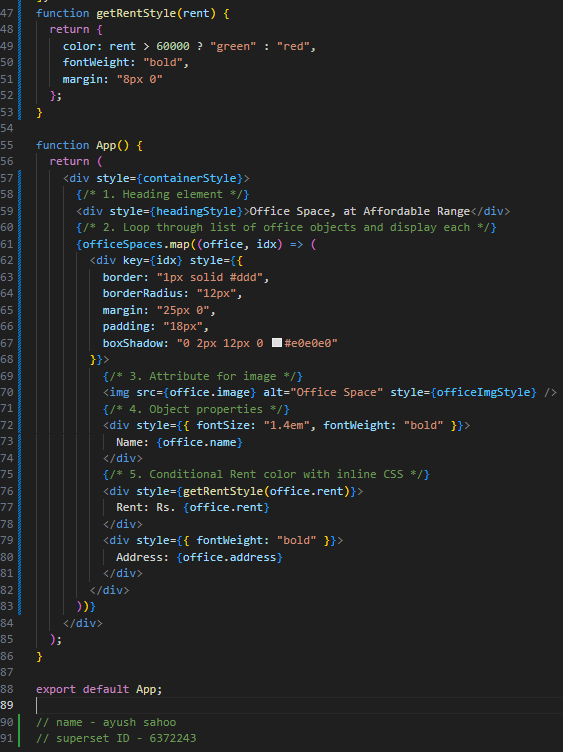 47 function getRentStyle(rent) {
48   return {
49     color: rent > 60000 ? "green" : "red",
50     fontWeight: "bold",
51     margin: "8px 0"
52   };
53 }
54
55 function App() {
56   return (
57     <div style={containerStyle}>
58       {/* 1. Heading element */}
59       <div style={headingStyle}>Office Space, at Affordable Range</div>
60       {/* 2. Loop through list of office objects and display each */}
61       {officeSpaces.map((office, idx) => (
62         <div key={idx} style={{
63           border: "1px solid #ddd",
64           borderRadius: "12px",
65           margin: "25px 0",
66           padding: "18px",
67           boxShadow: "0 2px 12px 0 #e0e0e0"
68         }}>
69           {/* 3. Attribute for image */}
70           <img src={office.image} alt="Office Space" style={officeImgStyle} />
71           {/* 4. Object properties */}
72           <div style={{ fontSize: "1.4em", fontWeight: "bold" }}>
73             Name: {office.name}
74           </div>
75           {/* 5. Conditional Rent color with inline CSS */}
76           <div style={getRentStyle(office.rent)}>
77             Rent: Rs. {office.rent}
78           </div>
79           <div style={{ fontWeight: "bold" }}>
80             Address: {office.address}
81           </div>
82         </div>
83       ))}
84     </div>
85   );
86 }
87
88 export default App;
89
90 // name - ayush sahoo
91 // superset ID - 6372243